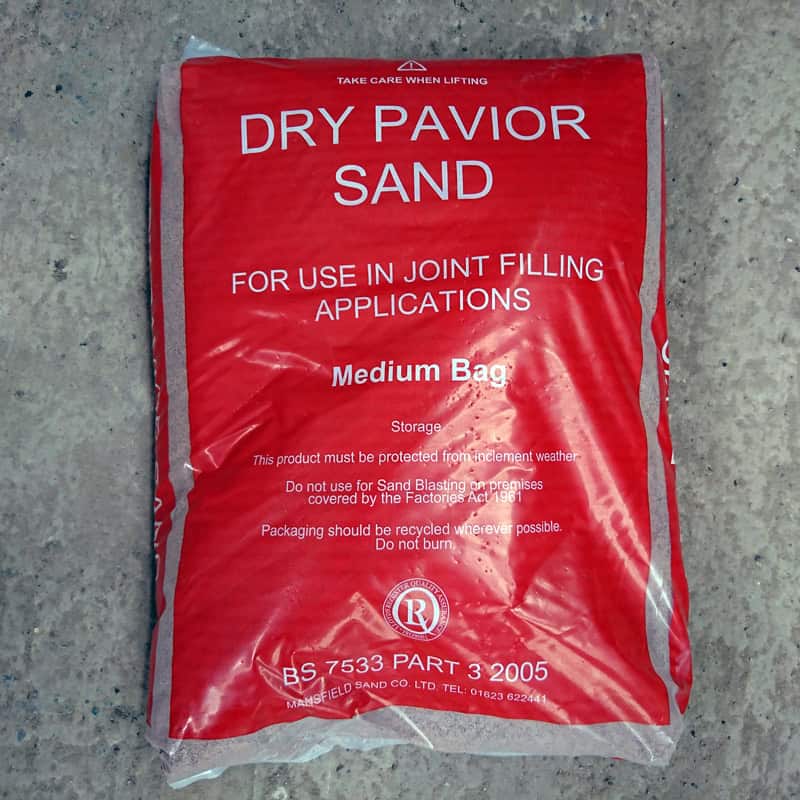 TAKE CARE WHEN LIFTING
DRY PAVIOR
SAND
FOR USE IN JOINT FILLING
APPLICATIONS
Medium Bag
Storage
This product must be protected from inclement weather
Do not use for Sand Blasting on premises
covered by the Factories Act 1961
Packaging should be recycled wherever possible.
Do not burn.
R
BS 7533 PART 3 2005
MANSFIELD SAND CO. LTD. TEL: 01623 622441